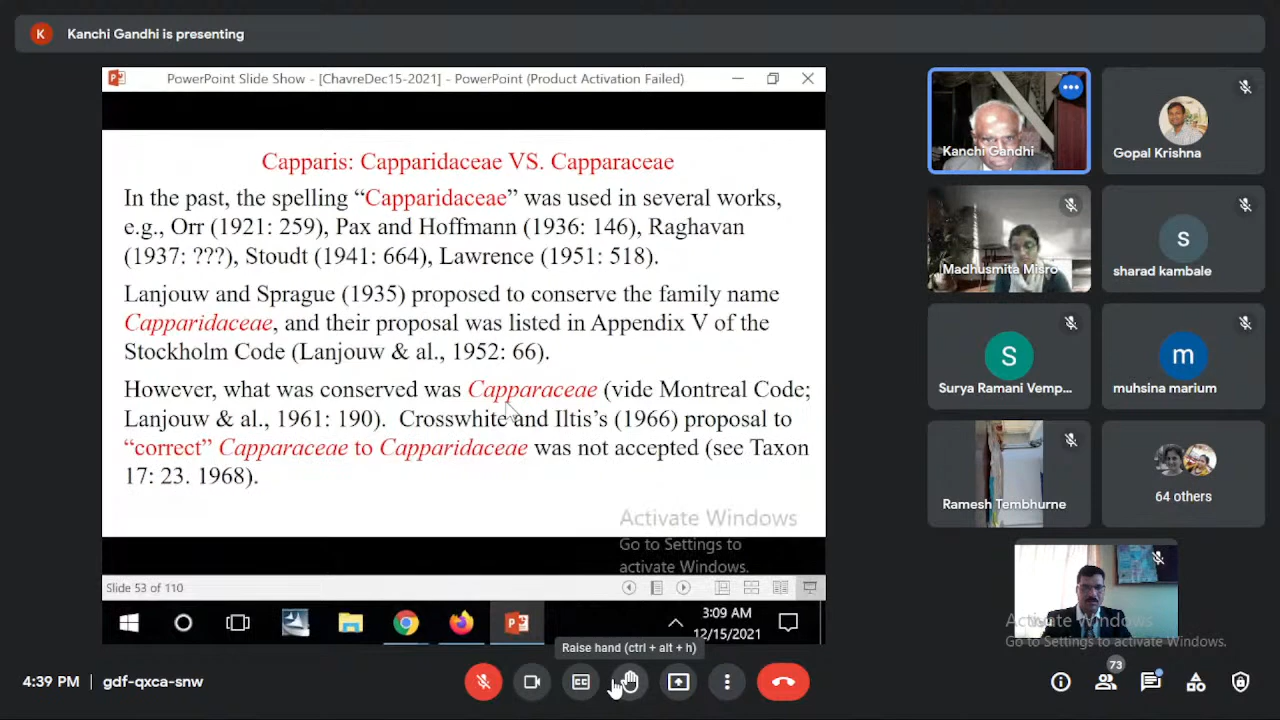 K Kanchi Gandhi is presenting
PowerPoint Slide Show - [ChavreDec15-2021] - PowerPoint (Product Activation Failed)
Capparis: Capparidaceae VS. Capparaceae
In the past, the spelling “Capparidaceae” was used in several works,
e.g., Orr (1921: 259), Pax and Hoffmann (1936: 146), Raghavan
(1937: ???), Stoudt (1941: 664), Lawrence (1951: 518).
Lanjouw and Sprague (1935) proposed to conserve the family name
Capparidaceae, and their proposal was listed in Appendix V of the
Stockholm Code (Lanjouw & al., 1952: 66).
However, what was conserved was Capparaceae (vide Montreal Code;
Lanjouw & al., 1961: 190). Crosswhite and Iltis’s (1966) proposal to
“correct” Capparaceae to Capparidaceae was not accepted (see Taxon
17: 23. 1968).
Activate Windows
Go to Settings to
activate Windows.
Slide 53 of 110
3:09 AM
12/15/2021
Raise hand (ctrl + alt + h)
4:39 PM | gdf-qxca-snw
Kanchi Gandhi
Gopal Krishna
Madhusmita Misro
s
sharad kambale
S
Surya Ramani Vemp...
m
muhsina marium
Ramesh Tembhurne
64 others
Activate Windows
Go to Settings to activate Windows.
73